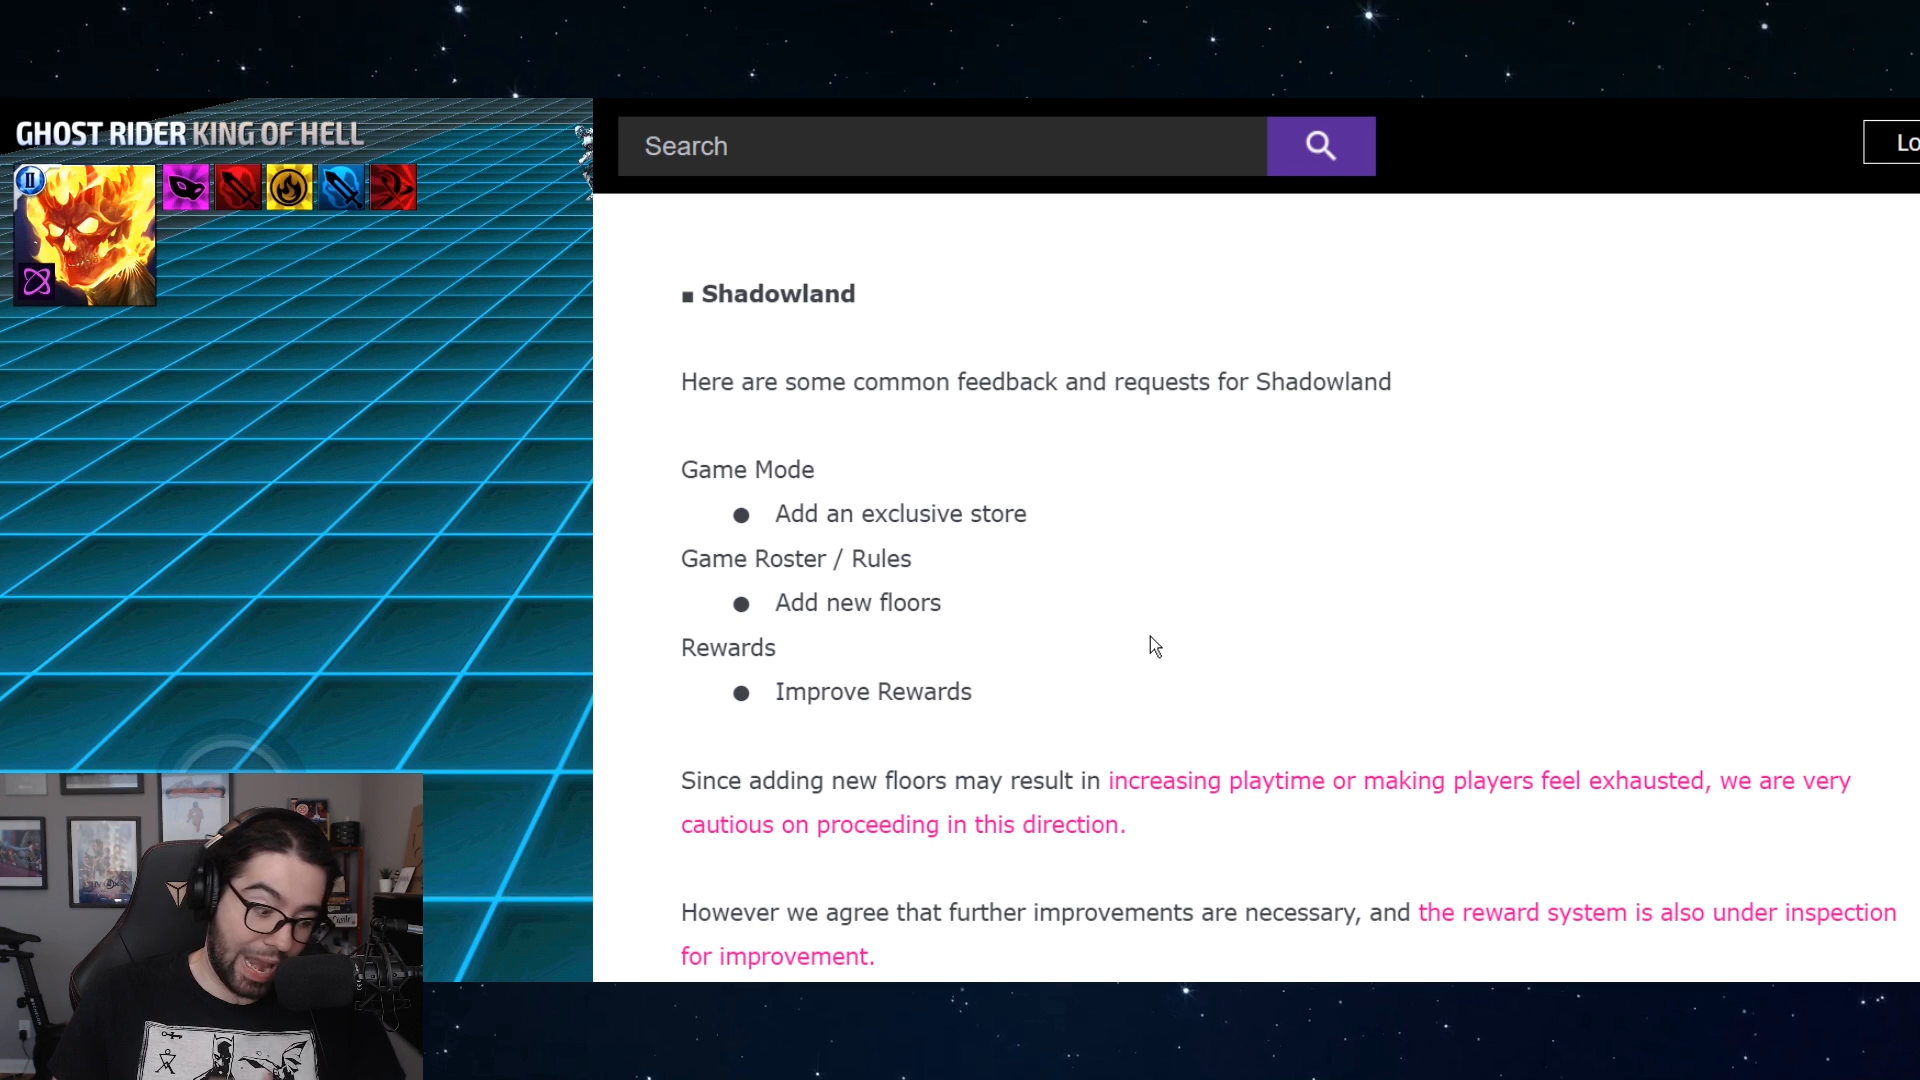 GHOST RIDER KING OF HELL
II
Search
Lo
■ Shadowland
Here are some common feedback and requests for Shadowland
Game Mode
● Add an exclusive store
Game Roster / Rules
● Add new floors
Rewards
● Improve Rewards
Since adding new floors may result in increasing playtime or making players feel exhausted, we are very
cautious on proceeding in this direction.
However we agree that further improvements are necessary, and the reward system is also under inspection
for improvement.